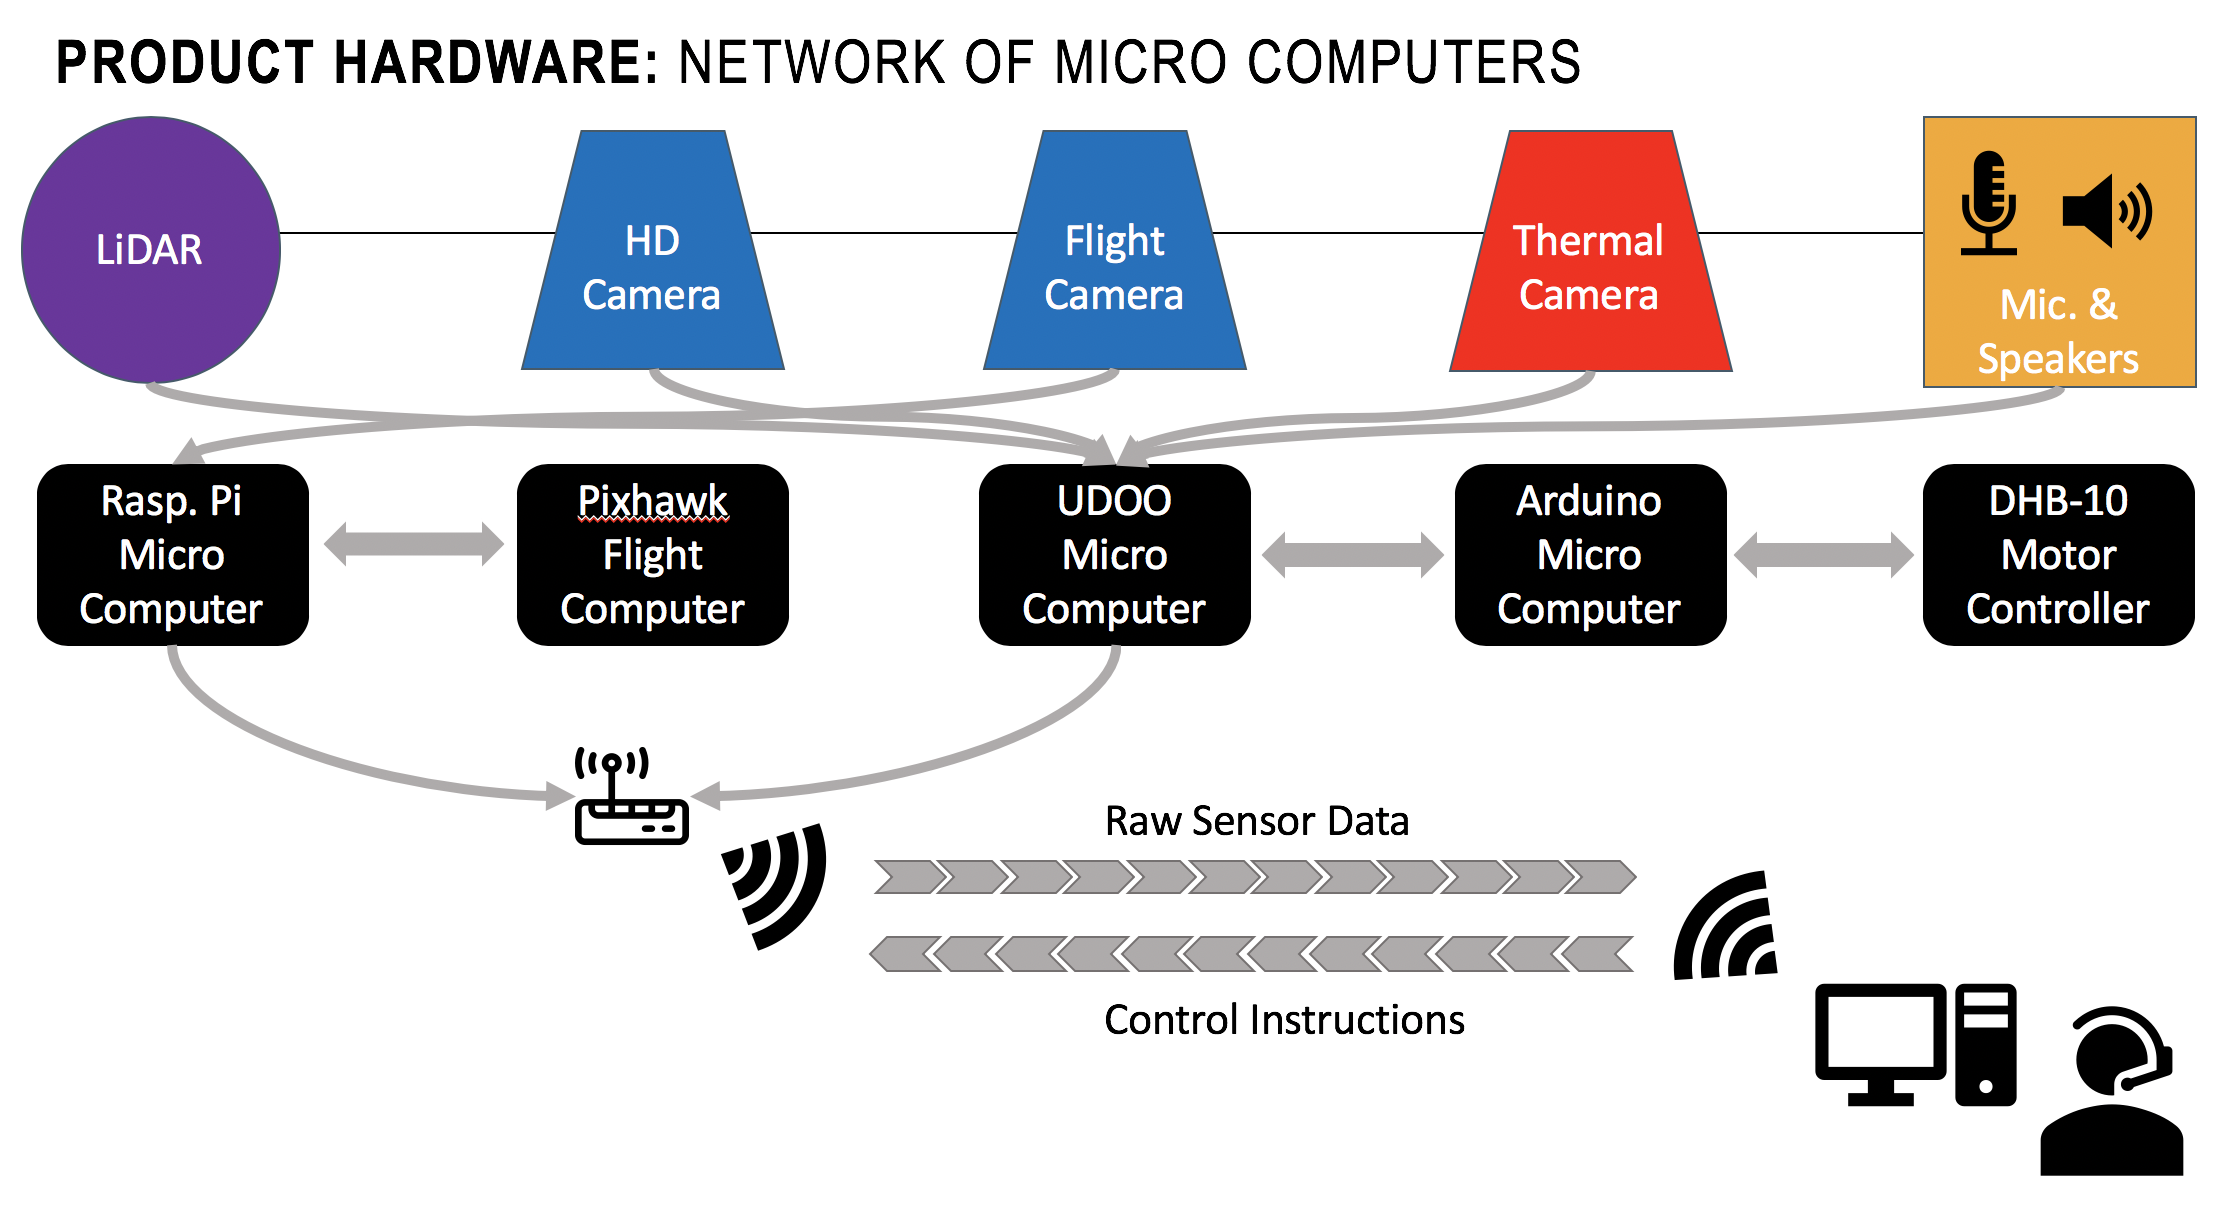 PRODUCT HARDWARE: NETWORK OF MICRO COMPUTERS
LiDAR
HD
Camera
Flight
Camera
Thermal
Camera
Mic. &
Speakers
Rasp. Pi
Micro
Computer
Pixhawk
Flight
Computer
UDOO
Micro
Computer
Arduino
Micro
Computer
DHB-10
Motor
Controller
Raw Sensor Data
Control Instructions